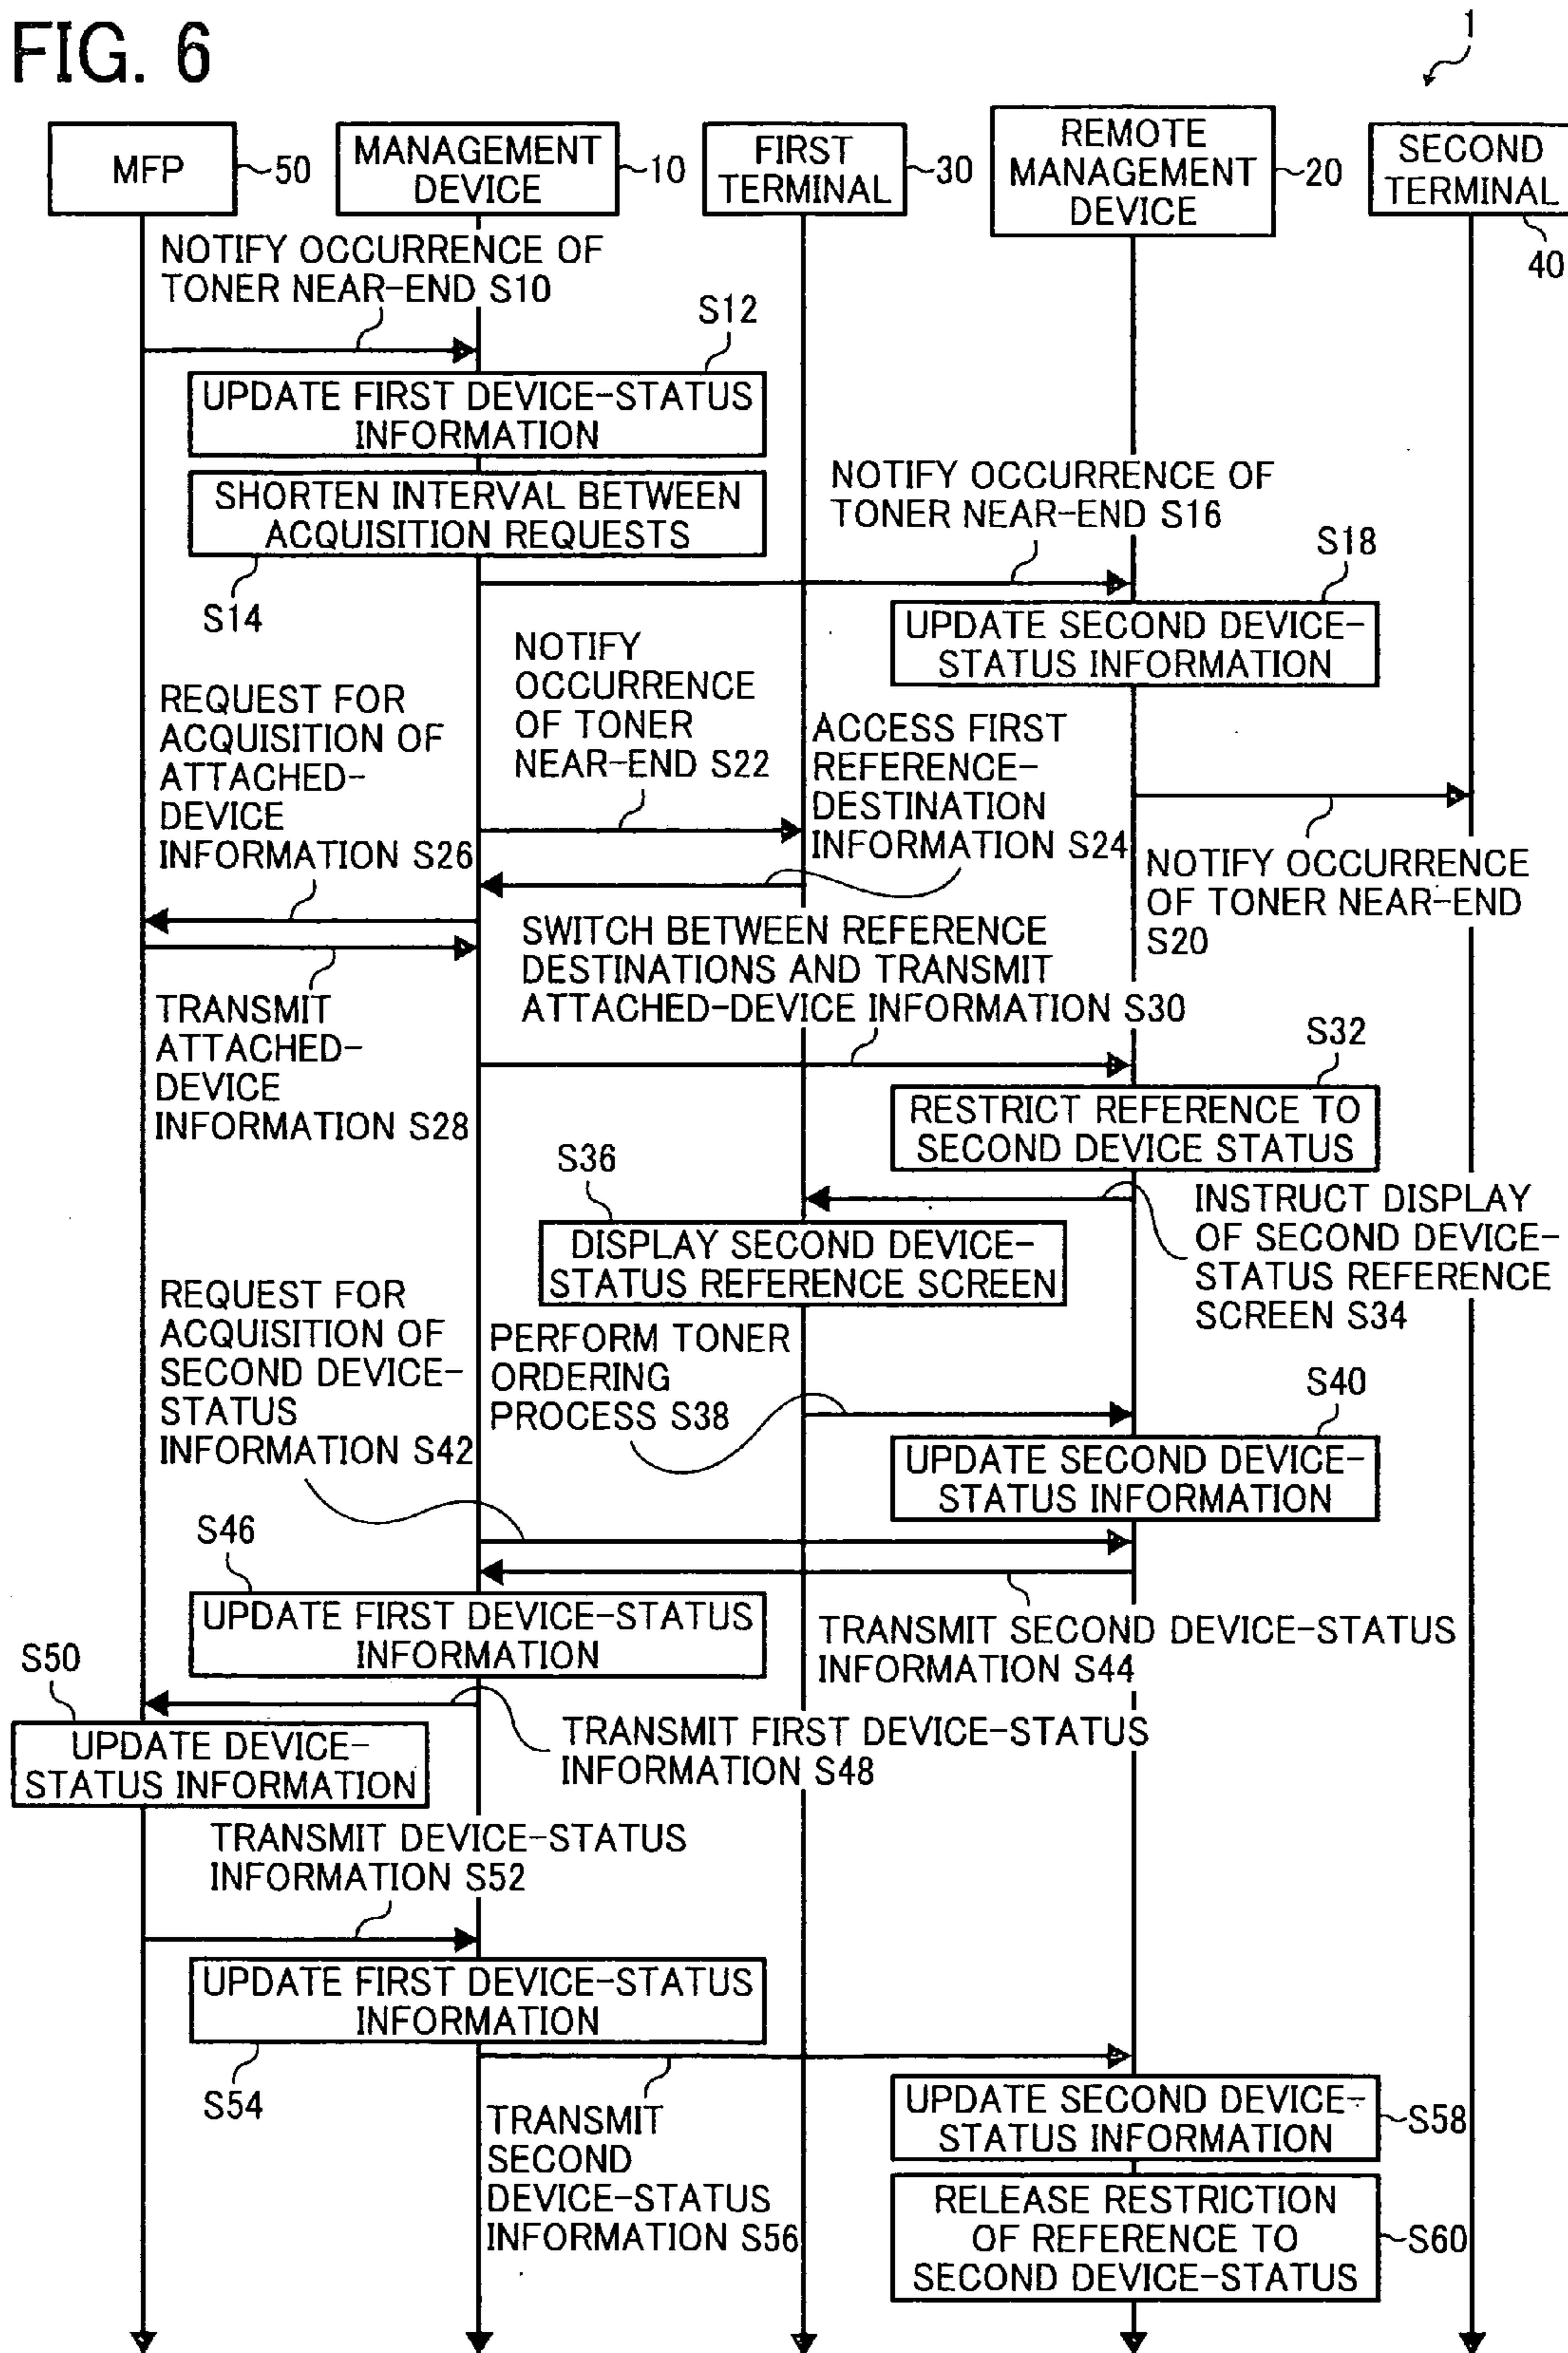 FIG. 6
1
MFP
50
MANAGEMENT
DEVICE
10
FIRST
TERMINAL
30
REMOTE
MANAGEMENT
DEVICE
20
SECOND
TERMINAL
40
NOTIFY OCCURRENCE OF
TONER NEAR-END S10
S12
UPDATE FIRST DEVICE-STATUS
INFORMATION
SHORTEN INTERVAL BETWEEN
ACQUISITION REQUESTS
S14
NOTIFY OCCURRENCE OF
TONER NEAR-END S16
S18
UPDATE SECOND DEVICE-
STATUS INFORMATION
NOTIFY
OCCURRENCE
OF TONER
NEAR-END S22
REQUEST FOR
ACQUISITION OF
ATTACHED-
DEVICE
INFORMATION S26
ACCESS FIRST
REFERENCE-
DESTINATION
INFORMATION S24
NOTIFY OCCURRENCE
OF TONER NEAR-END
S20
SWITCH BETWEEN REFERENCE
DESTINATIONS AND TRANSMIT
ATTACHED-DEVICE INFORMATION S30
TRANSMIT
ATTACHED-
DEVICE
INFORMATION S28
S32
RESTRICT REFERENCE TO
SECOND DEVICE STATUS
S36
DISPLAY SECOND DEVICE-
STATUS REFERENCE SCREEN
INSTRUCT DISPLAY
OF SECOND DEVICE-
STATUS REFERENCE
SCREEN S34
REQUEST FOR
ACQUISITION OF
SECOND DEVICE-
STATUS
INFORMATION S42
PERFORM TONER
ORDERING
PROCESS S38
S40
UPDATE SECOND DEVICE-
STATUS INFORMATION
S46
UPDATE FIRST DEVICE-STATUS
INFORMATION
TRANSMIT SECOND DEVICE-STATUS
INFORMATION S44
S50
UPDATE DEVICE-
STATUS INFORMATION
TRANSMIT FIRST DEVICE-STATUS
INFORMATION S48
TRANSMIT DEVICE-STATUS
INFORMATION S52
UPDATE FIRST DEVICE-STATUS
INFORMATION
S54
TRANSMIT
SECOND
DEVICE-STATUS
INFORMATION S56
UPDATE SECOND DEVICE-
STATUS INFORMATION
S58
RELEASE RESTRICTION
OF REFERENCE TO
SECOND DEVICE-STATUS
S60